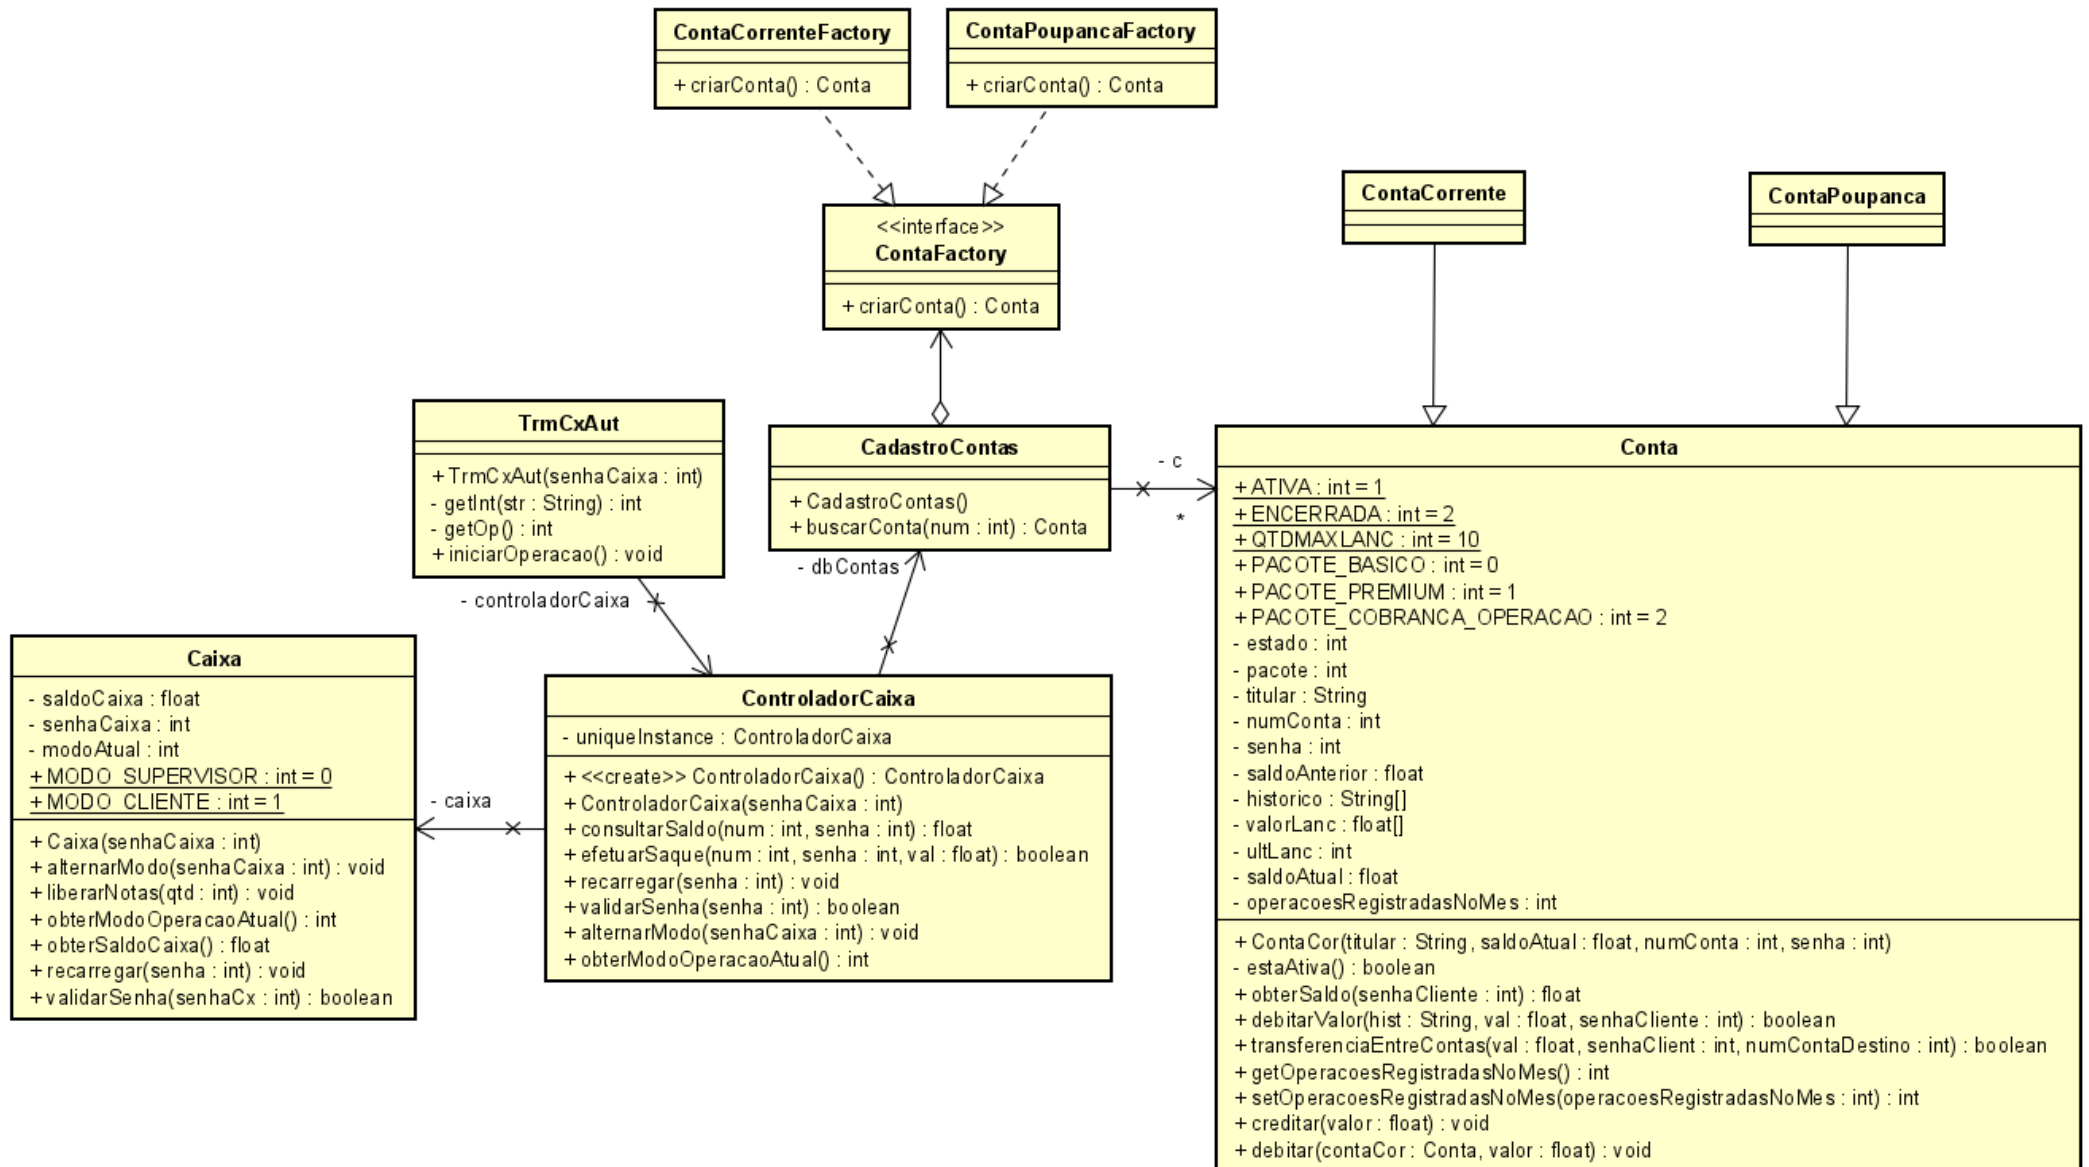 ContaCorrenteFactory
+ criarConta() : Conta
ContaPoupancaFactory
+ criarConta() : Conta
<<interface>>
ContaFactory
+ criarConta() : Conta
ContaCorrente
ContaPoupanca
TrmCxAut
+ TrmCxAut(senhaCaixa : int)
- getInt(str : String) : int
- getOp() : int
+ iniciarOperacao() : void
- controladorCaixa
CadastroContas
+ CadastroContas()
+ buscarConta(num : int) : Conta
- dbContas
- c
*
Caixa
- saldoCaixa : float
- senhaCaixa : int
- modoAtual : int
+ MODO_SUPERVISOR : int = 0
+ MODO_CLIENTE : int = 1
+ Caixa(senhaCaixa : int)
+ alternarModo(senhaCaixa : int) : void
+ liberarNotas(qtd : int) : void
+ obterModoOperacaoAtual() : int
+ obterSaldoCaixa() : float
+ recarregar(senha : int) : void
+ validarSenha(senhaCx : int) : boolean
- caixa
ControladorCaixa
- uniqueInstance : ControladorCaixa
+ <<create>> ControladorCaixa() : ControladorCaixa
+ ControladorCaixa(senhaCaixa : int)
+ consultarSaldo(num : int, senha : int) : float
+ efetuarSaque(num : int, senha : int, val : float) : boolean
+ recarregar(senha : int) : void
+ validarSenha(senha : int) : boolean
+ alternarModo(senhaCaixa : int) : void
+ obterModoOperacaoAtual() : int
Conta
+ ATIVA : int = 1
+ ENCERRADA : int = 2
+ QTDMAXLANC : int = 10
+ PACOTE_BASICO : int = 0
+ PACOTE_PREMIUM : int = 1
+ PACOTE_COBRANCA_OPERACAO : int = 2
- estado : int
- pacote : int
- titular : String
- numConta : int
- senha : int
- saldoAnterior : float
- historico : String[]
- valorLanc : float[]
- ultLanc : int
- saldoAtual : float
- operacoesRegistradasNoMes : int
+ ContaCor(titular : String, saldoAtual : float, numConta : int, senha : int)
- estaAtiva() : boolean
+ obterSaldo(senhaCliente : int) : float
+ debitarValor(hist : String, val : float, senhaCliente : int) : boolean
+ transferenciaEntreContas(val : float, senhaClient : int, numContaDestino : int) : boolean
+ getOperacoesRegistradasNoMes() : int
+ setOperacoesRegistradasNoMes(operacoesRegistradasNoMes : int) : int
+ creditar(valor : float) : void
+ debitar(contaCor : Conta, valor : float) : void